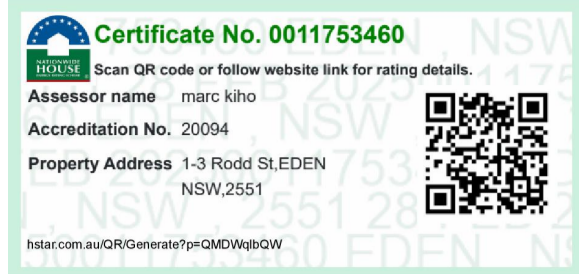 Certificate No. 0011753460
NATIONWIDE
HOUSE
Scan QR code or follow website link for rating details.
Assessor name marc kiho
Accreditation No. 20094
Property Address 1-3 Rodd St,EDEN
NSW,2551
hstar.com.au/QR/Generate?p=QMDWqlbQW